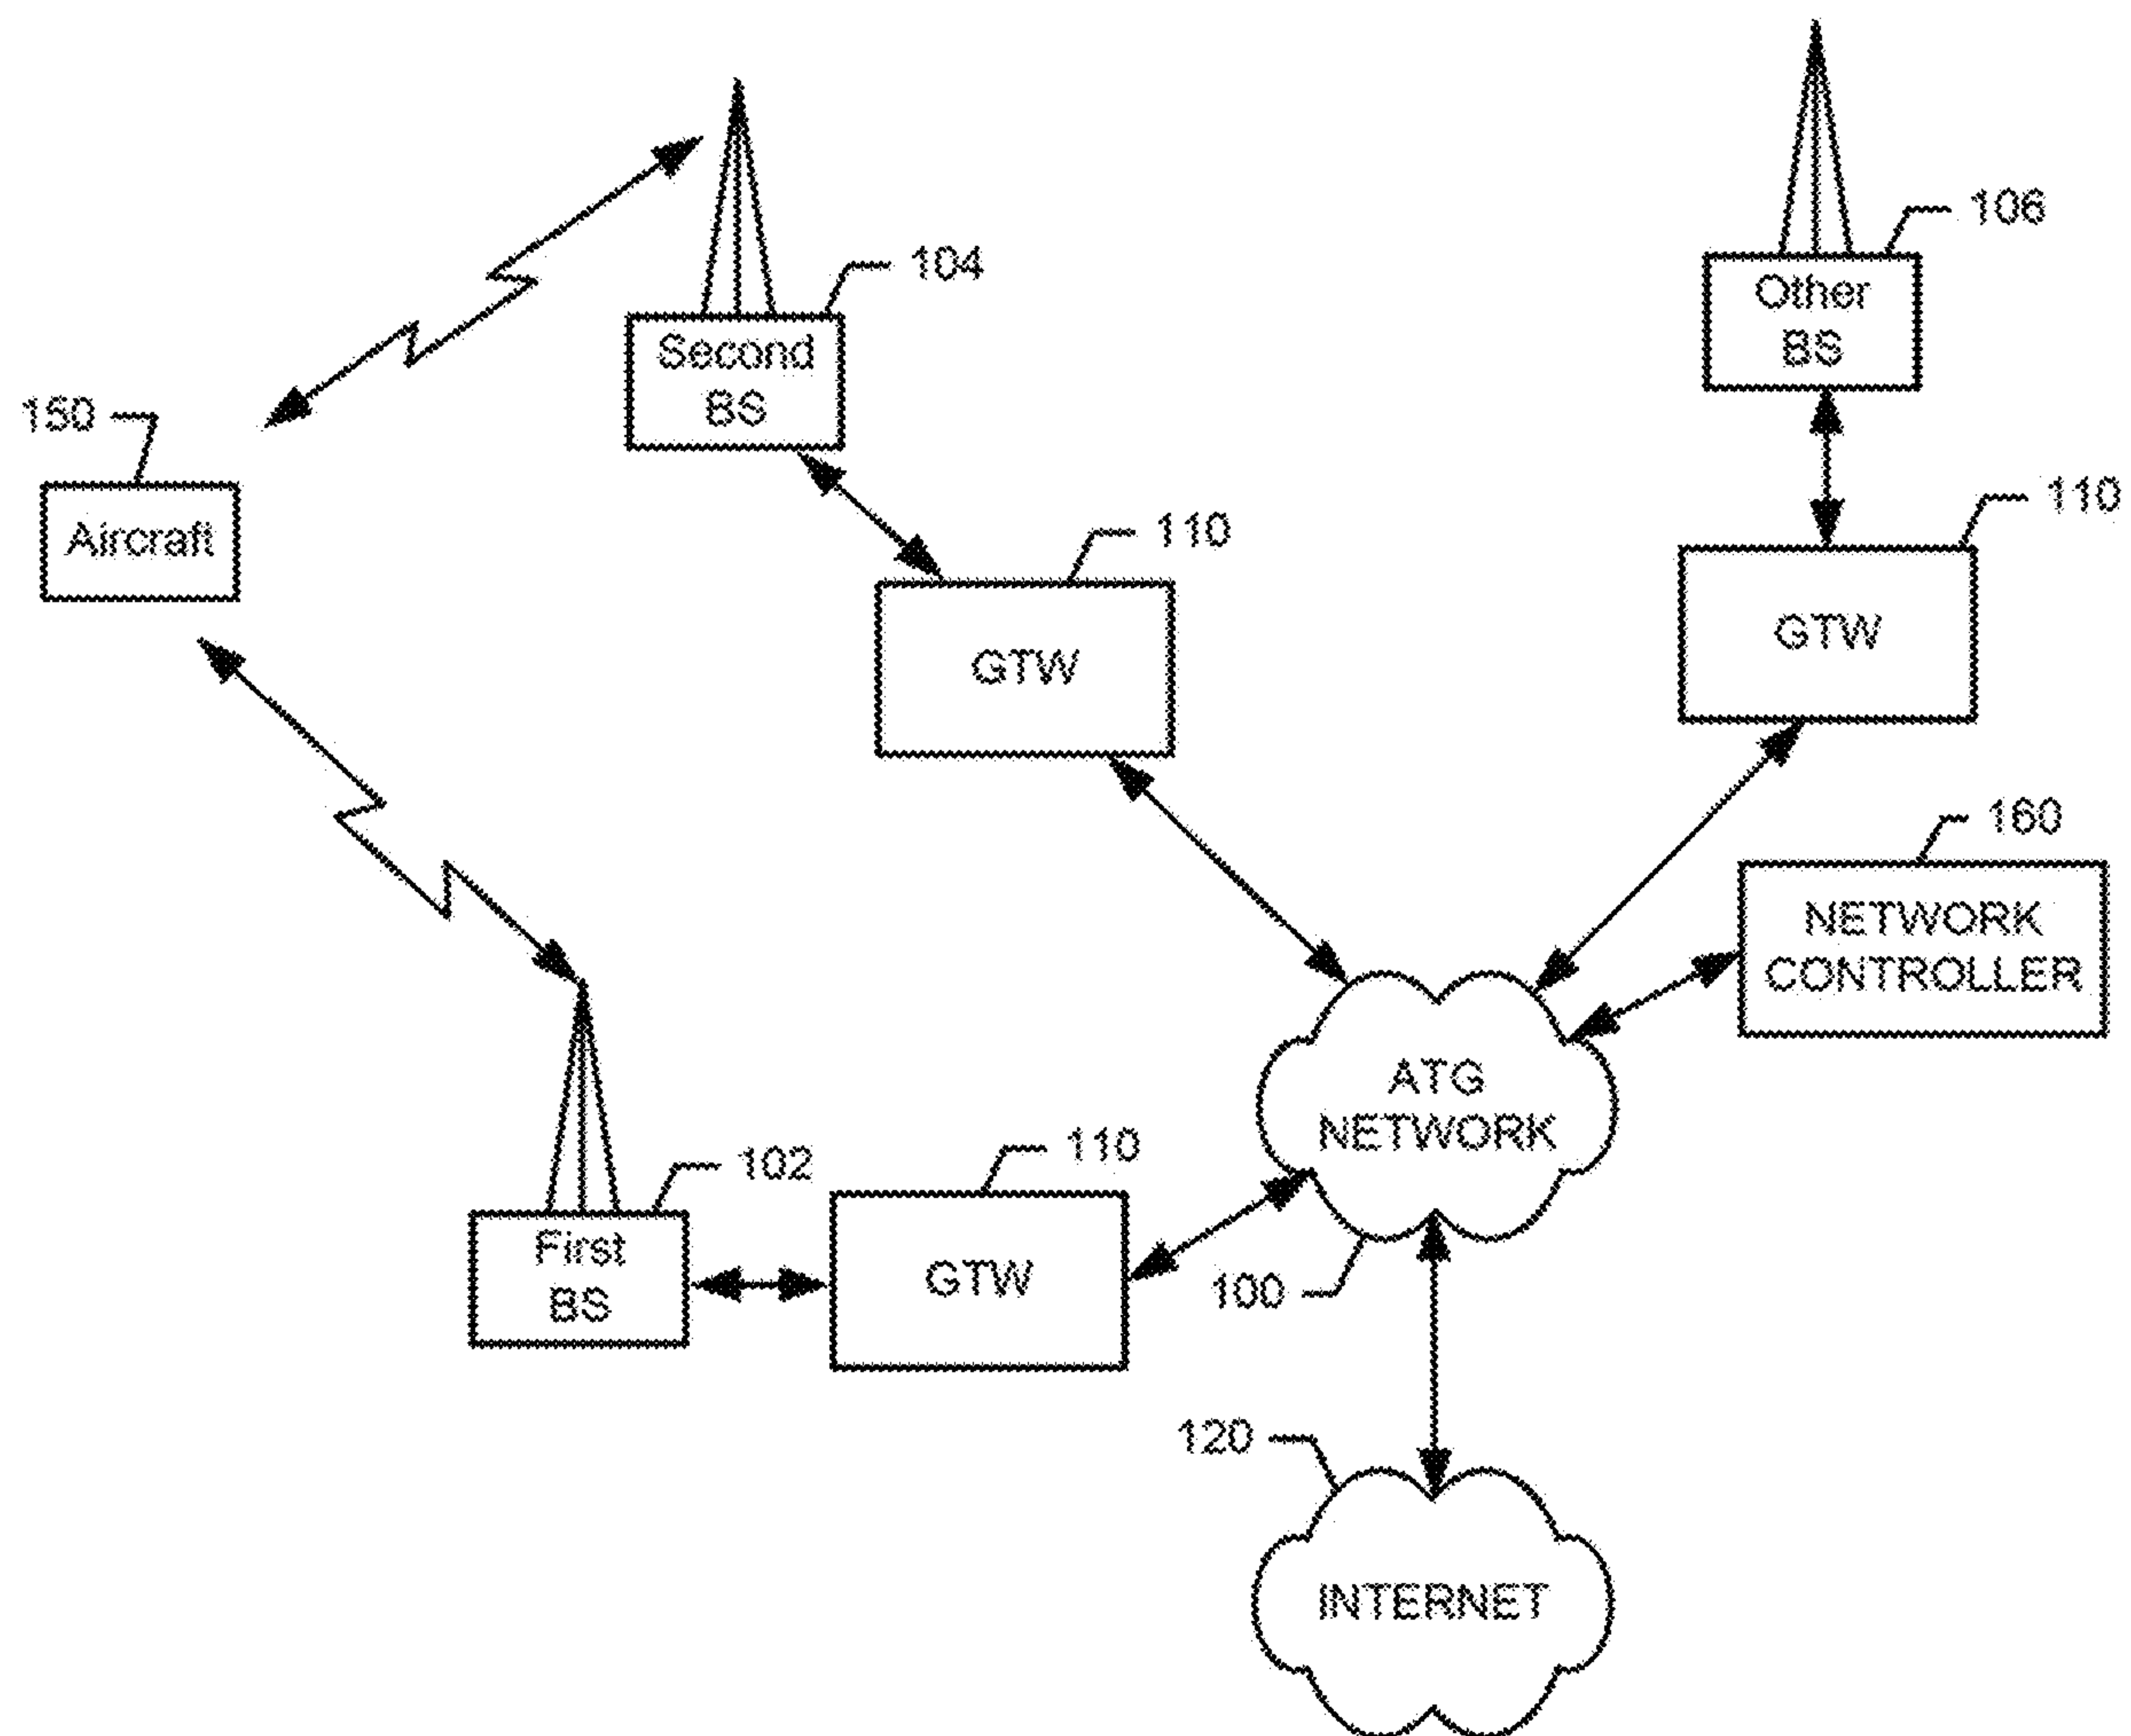 106
104
Other
BS
Second
BS
150
110
110
Aircraft
GTW
GTW
160
NETWORK
CONTROLLER
ATG
NETWORK
102
110
First
BS
GTW
100
120
INTERNET